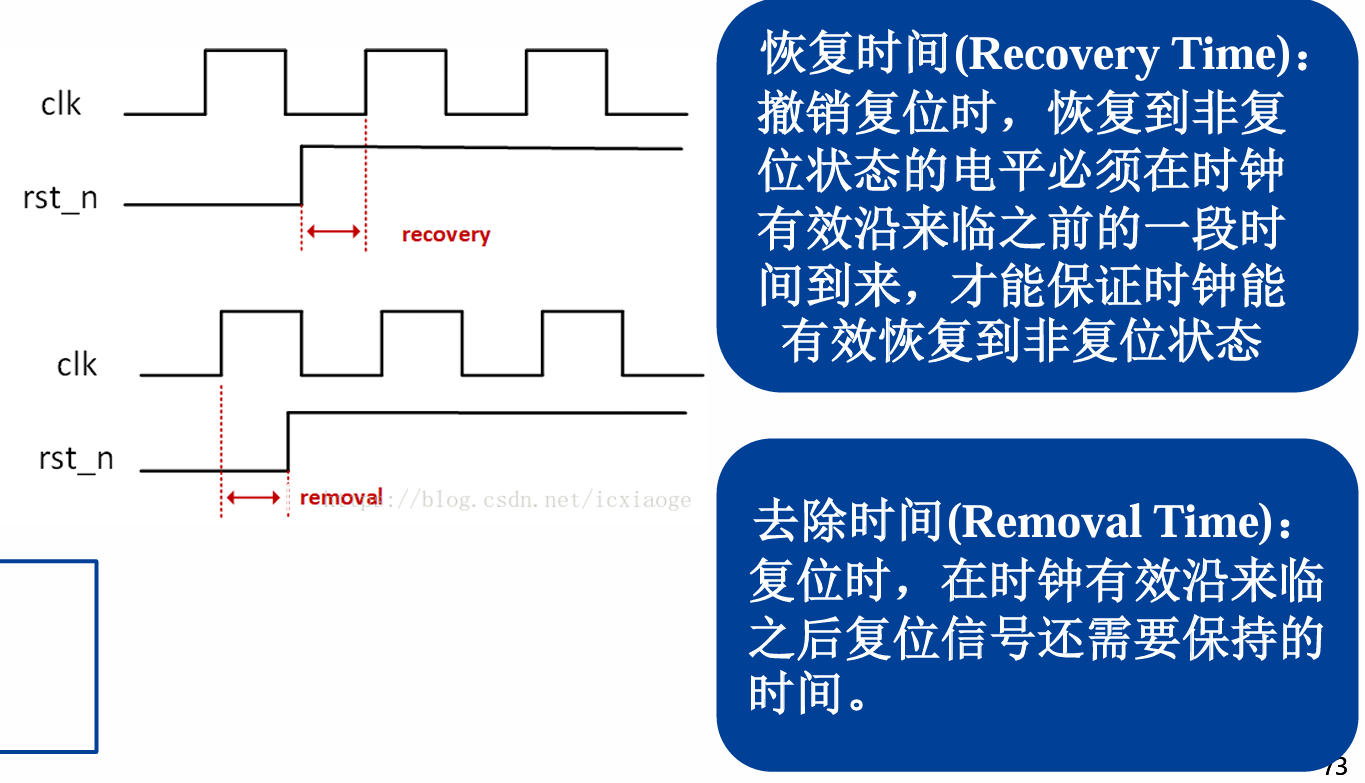 clk
rst_n
recovery
clk
rst_n
removal
://blog.csdn.net/icxiaoge
恢复时间(Recovery Time)：
撤销复位时，恢复到非复
位状态的电平必须在时钟
有效沿来临之前的一段时
间到来，才能保证时钟能
有效恢复到非复位状态
去除时间(Removal Time)：
复位时，在时钟有效沿来临
之后复位信号还需要保持的
时间。
73